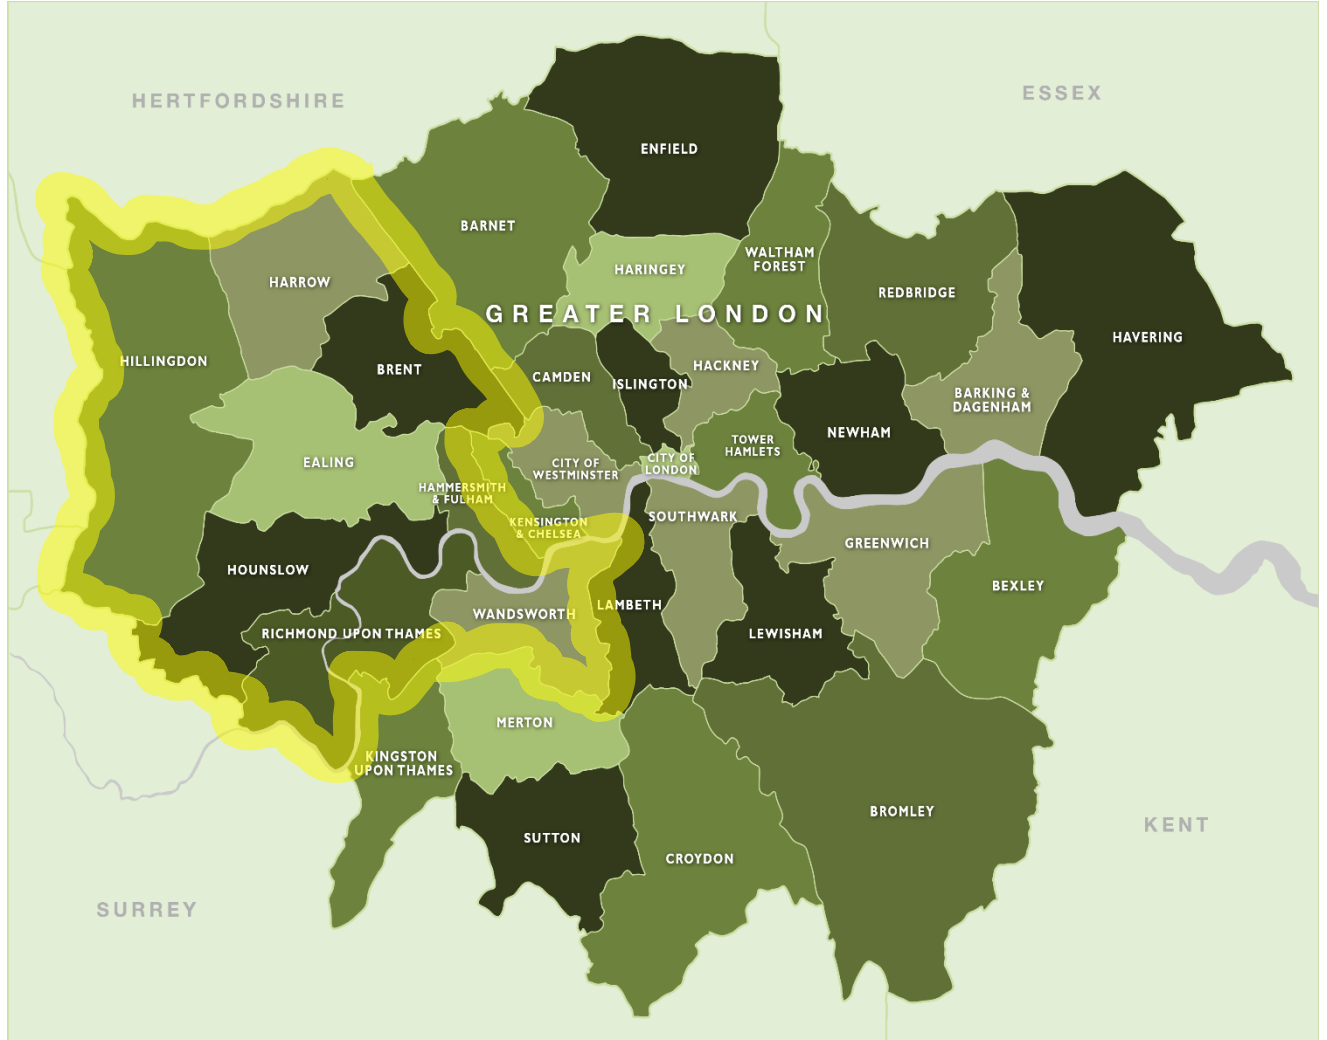 HERTFORDSHIRE
ESSEX
ENFIELD
BARNET
WALTHAM
FOREST
HARINGEY
HARROW
REDBRIDGE
GREATER LONDON
HAVERING
HILLINGDON
BRENT
CAMDEN
ISLINGTON
HACKNEY
BARKING &
DAGENHAM
NEWHAM
TOWER
HAMLETS
EALING
CITY OF
WESTMINSTER
CITY OF
LONDON
HAMMERSMITH
& FULHAM
KENSINGTON
& CHELSEA
SOUTHWARK
GREENWICH
HOUNSLOW
BEXLEY
WANDSWORTH
LAMBETH
RICHMOND UPON THAMES
LEWISHAM
MERTON
KINGSTON
UPON THAMES
BROMLEY
KENT
SUTTON
CROYDON
SURREY